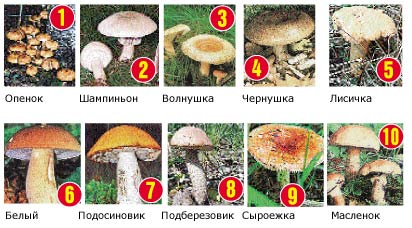 1 2 3 4 5
Опенок Шампиньон Волнушка Чернушка Лисичка
6 7 8 9 10
Белый Подосиновик Подберезовик Сыроежка Масленок